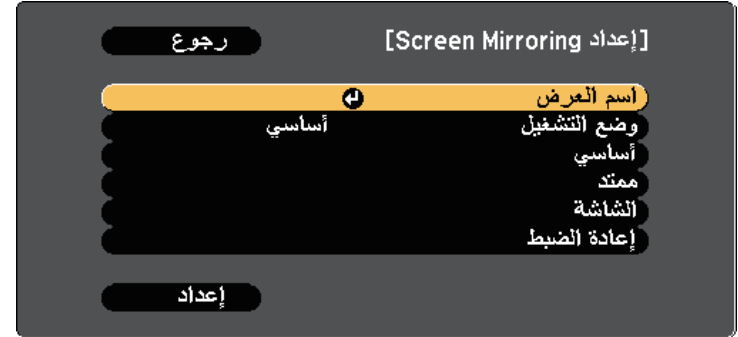 [إعداد Screen Mirroring]
رجوع
اسم العرض
وضع التشغيل أساسي
أساسي
ممتد
الشاشة
إعادة الضبط
إعداد